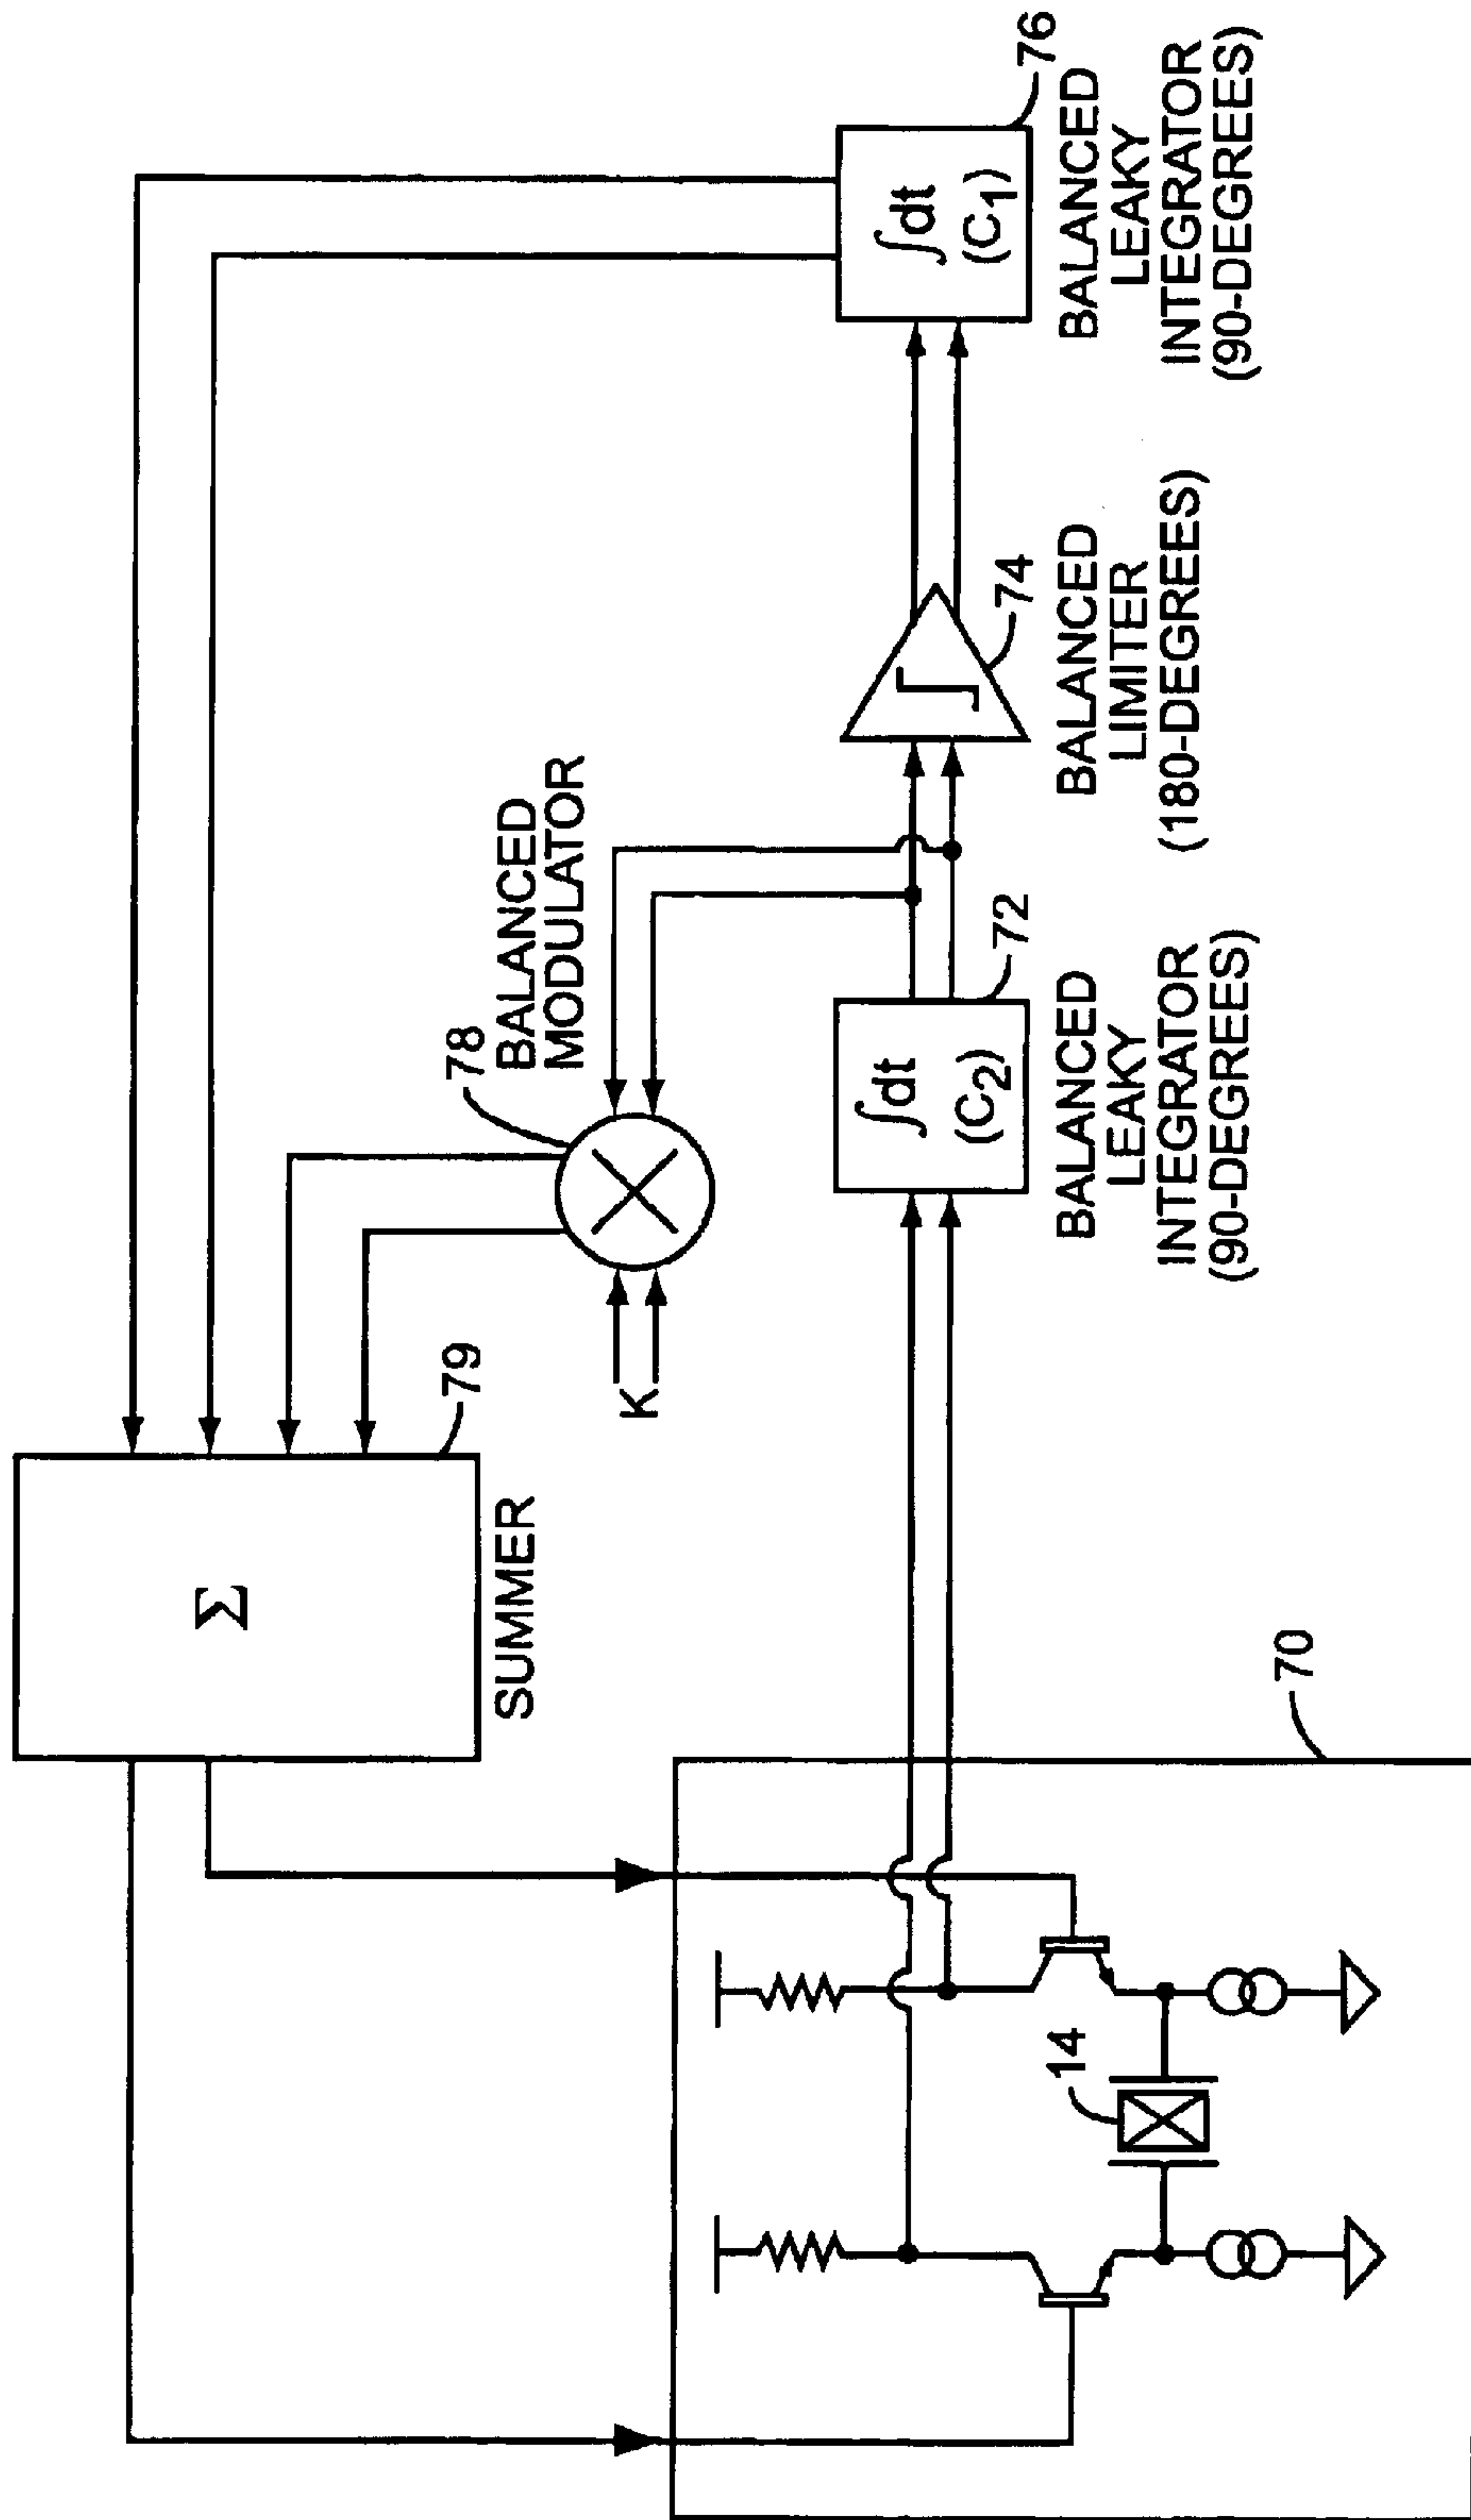 Σ
79
SUMMER
78
BALANCED
MODULATOR
K
70
14
∫dt
(C2)
72
BALANCED
LEAKY
INTEGRATOR
(90-DEGREES)
74
BALANCED
LIMITER
(180-DEGREES)
∫dt
(C1)
76
BALANCED
LEAKY
INTEGRATOR
(90-DEGREES)